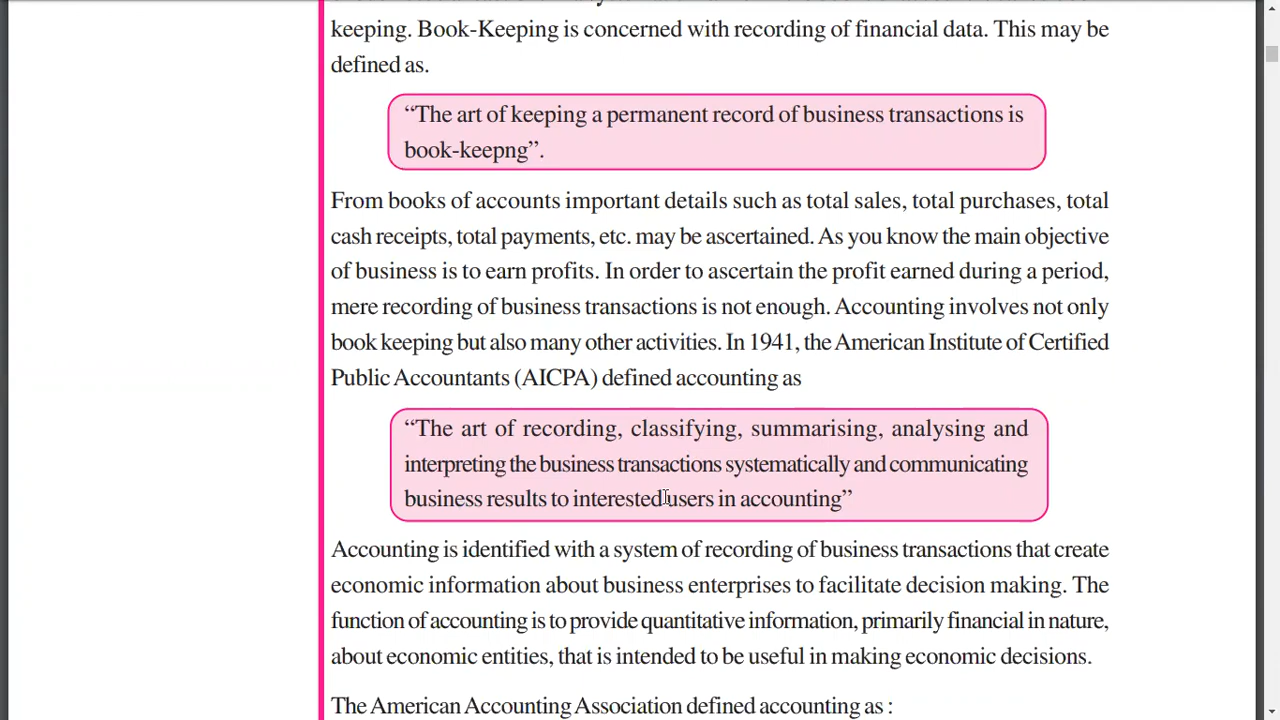 keeping. Book-Keeping is concerned with recording of financial data. This may be
defined as.
“The art of keeping a permanent record of business transactions is
book-keepng”.
From books of accounts important details such as total sales, total purchases, total
cash receipts, total payments, etc. may be ascertained. As you know the main objective
of business is to earn profits. In order to ascertain the profit earned during a period,
mere recording of business transactions is not enough. Accounting involves not only
book keeping but also many other activities. In 1941, the American Institute of Certified
Public Accountants (AICPA) defined accounting as
“The art of recording, classifying, summarising, analysing and
interpreting the business transactions systematically and communicating
business results to interested users in accounting”
Accounting is identified with a system of recording of business transactions that create
economic information about business enterprises to facilitate decision making. The
function of accounting is to provide quantitative information, primarily financial in nature,
about economic entities, that is intended to be useful in making economic decisions.
The American Accounting Association defined accounting as :